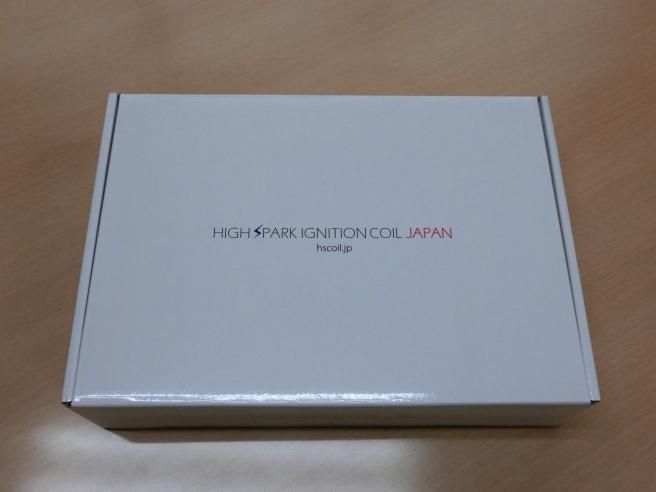 HIGH SPARK IGNITION COIL JAPAN
hscoil.jp